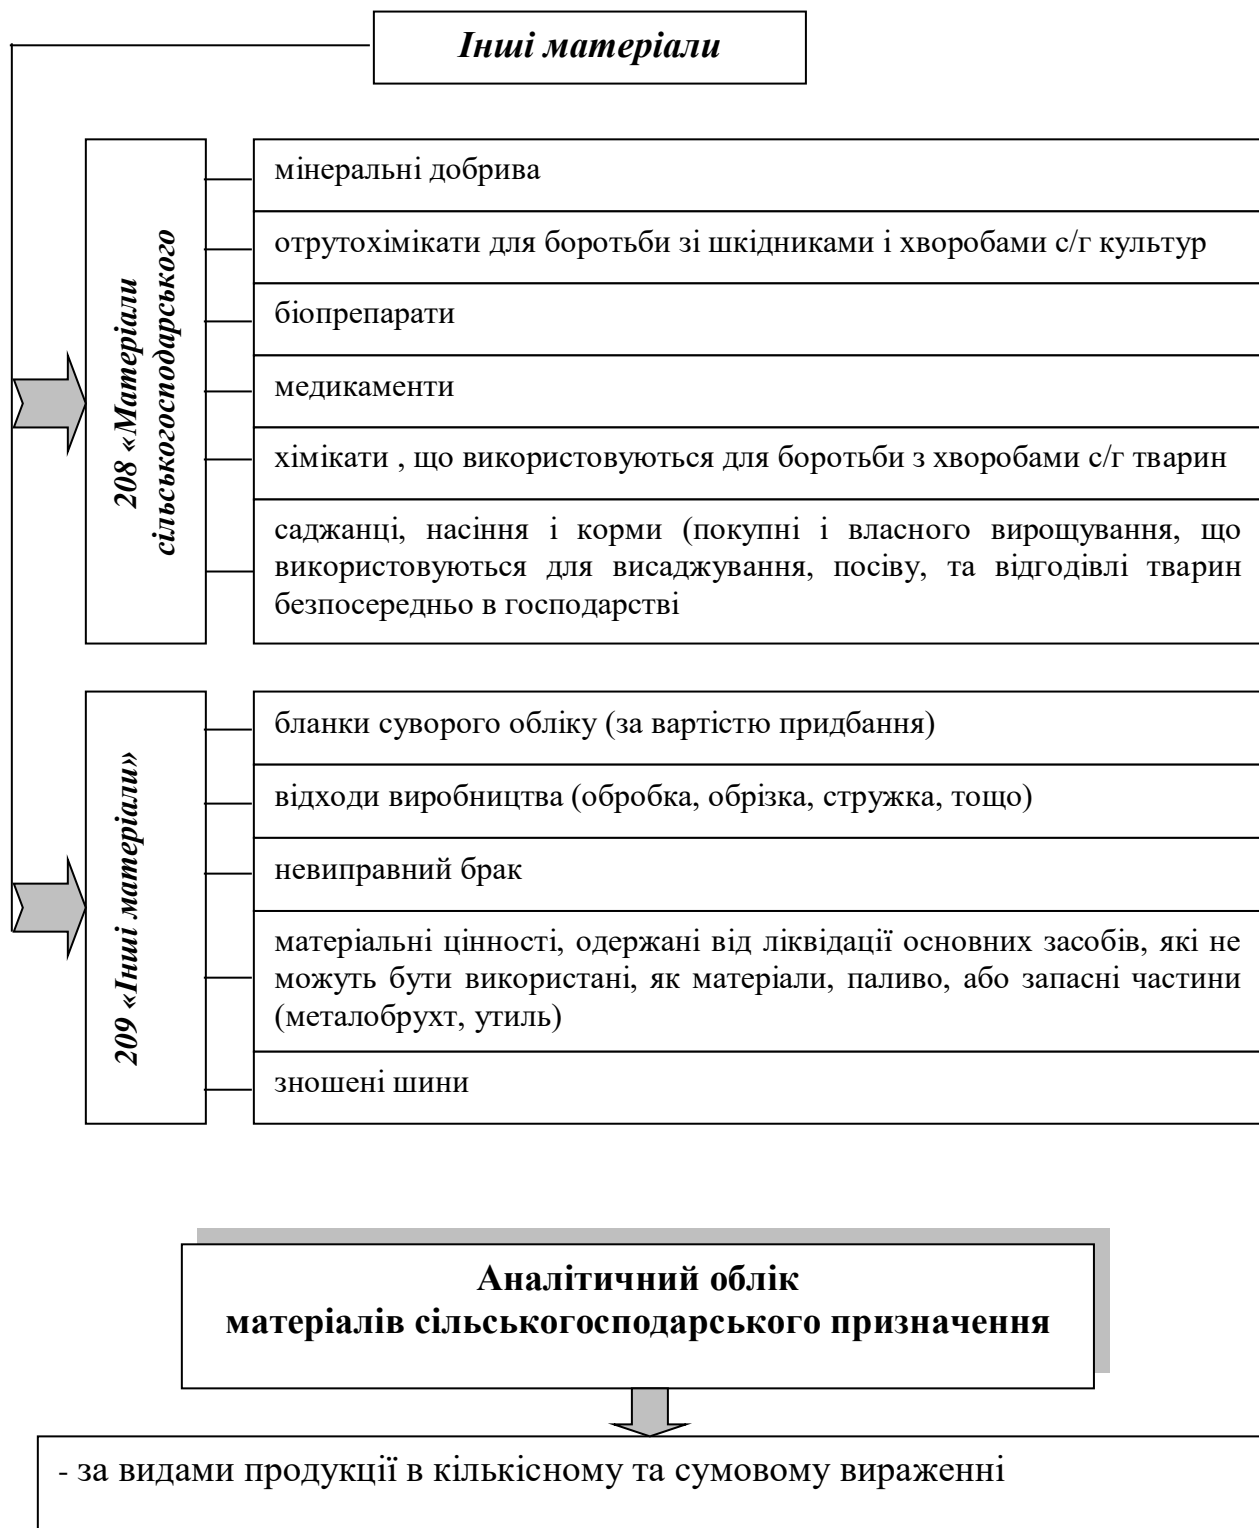 Інші матеріали
208 «Матеріали
сільськогосподарського
мінеральні добрива
отрутохімікати для боротьби зі шкідниками і хворобами с/г культур
біопрепарати
медикаменти
хімікати , що використовуються для боротьби з хворобами с/г тварин
саджанці, насіння і корми (покупні і власного вирощування, що
використовуються для висаджування, посіву, та відгодівлі тварин
безпосередньо в господарстві
209 «Інші матеріали»
бланки суворого обліку (за вартістю придбання)
відходи виробництва (обробка, обрізка, стружка, тощо)
невиправний брак
матеріальні цінності, одержані від ліквідації основних засобів, які не
можуть бути використані, як матеріали, паливо, або запасні частини
(металобрухт, утиль)
зношені шини
Аналітичний облік
матеріалів сільськогосподарського призначення
- за видами продукції в кількісному та сумовому вираженні